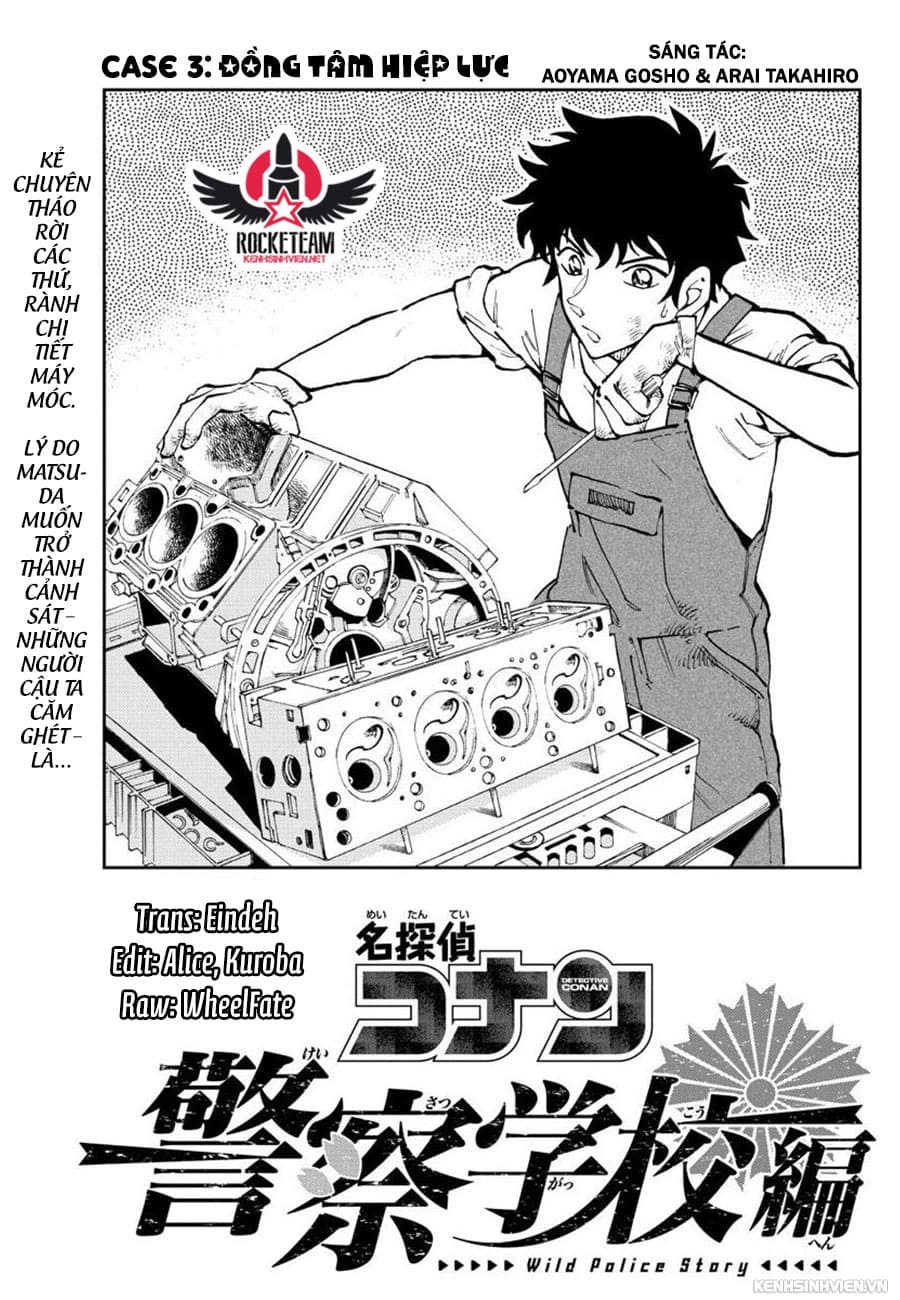 CASE 3: ĐỒNG TÂM HIỆP LỰC
SÁNG TÁC:
AOYAMA GOSHO & ARAI TAKAHIRO
KẺ
CHUYÊN
THÁO
RỜI
CÁC
THỨ,
RÀNH
CHI
TIẾT
MÁY
MÓC.
LÝ DO
MATSU-
DA
MUỐN
TRỞ
THÀNH
CẢNH
SÁT –
NHỮNG
NGƯỜI
CẬU TA
CĂM
GHÉT –
LÀ...
ROCKETEAM
KENHSINHVIEN.NET
Trans: Eindeh
Edit: Alice, Kuroba
Raw: WheelFate
めい たん てい
名探偵
コナン
DETECTIVE
CONAN
けい さつ がっ こう へん
警察学校編
Wild Police Story
KENHSINHVIEN.VN